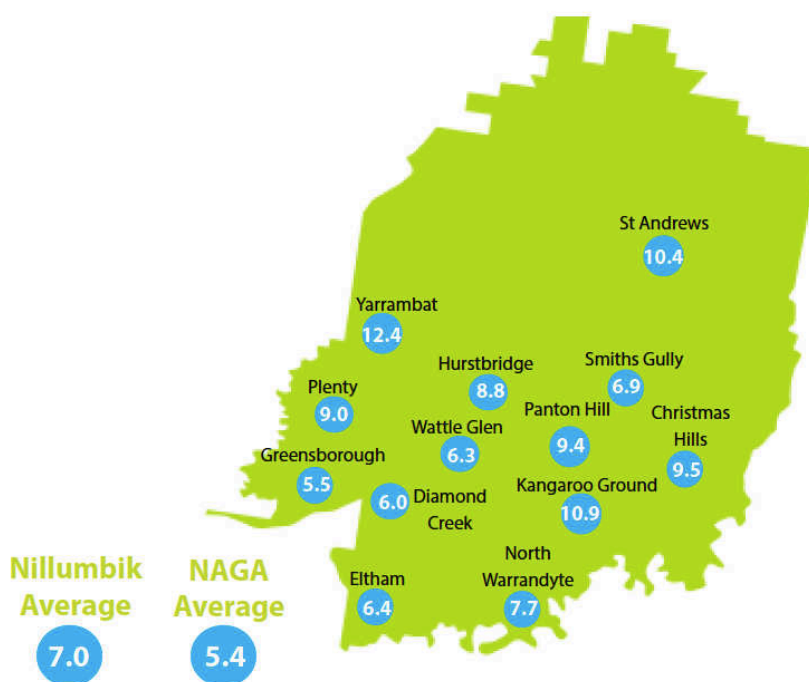 St Andrews
10.4
Yarrambat
12.4
Hurstbridge
8.8
Smiths Gully
6.9
Plenty
9.0
Panton Hill
9.4
Christmas
Hills
9.5
Wattle Glen
6.3
Greensborough
5.5
Diamond
Creek
6.0
Kangaroo Ground
10.9
North
Warrandyte
7.7
Eltham
6.4
Nillumbik
Average
7.0
NAGA
Average
5.4